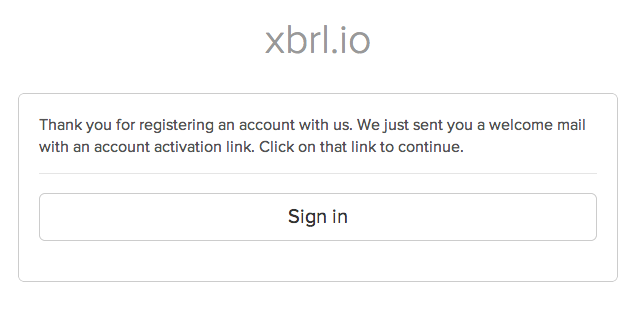 xbrl.io
Thank you for registering an account with us. We just sent you a welcome mail
with an account activation link. Click on that link to continue.
Sign in